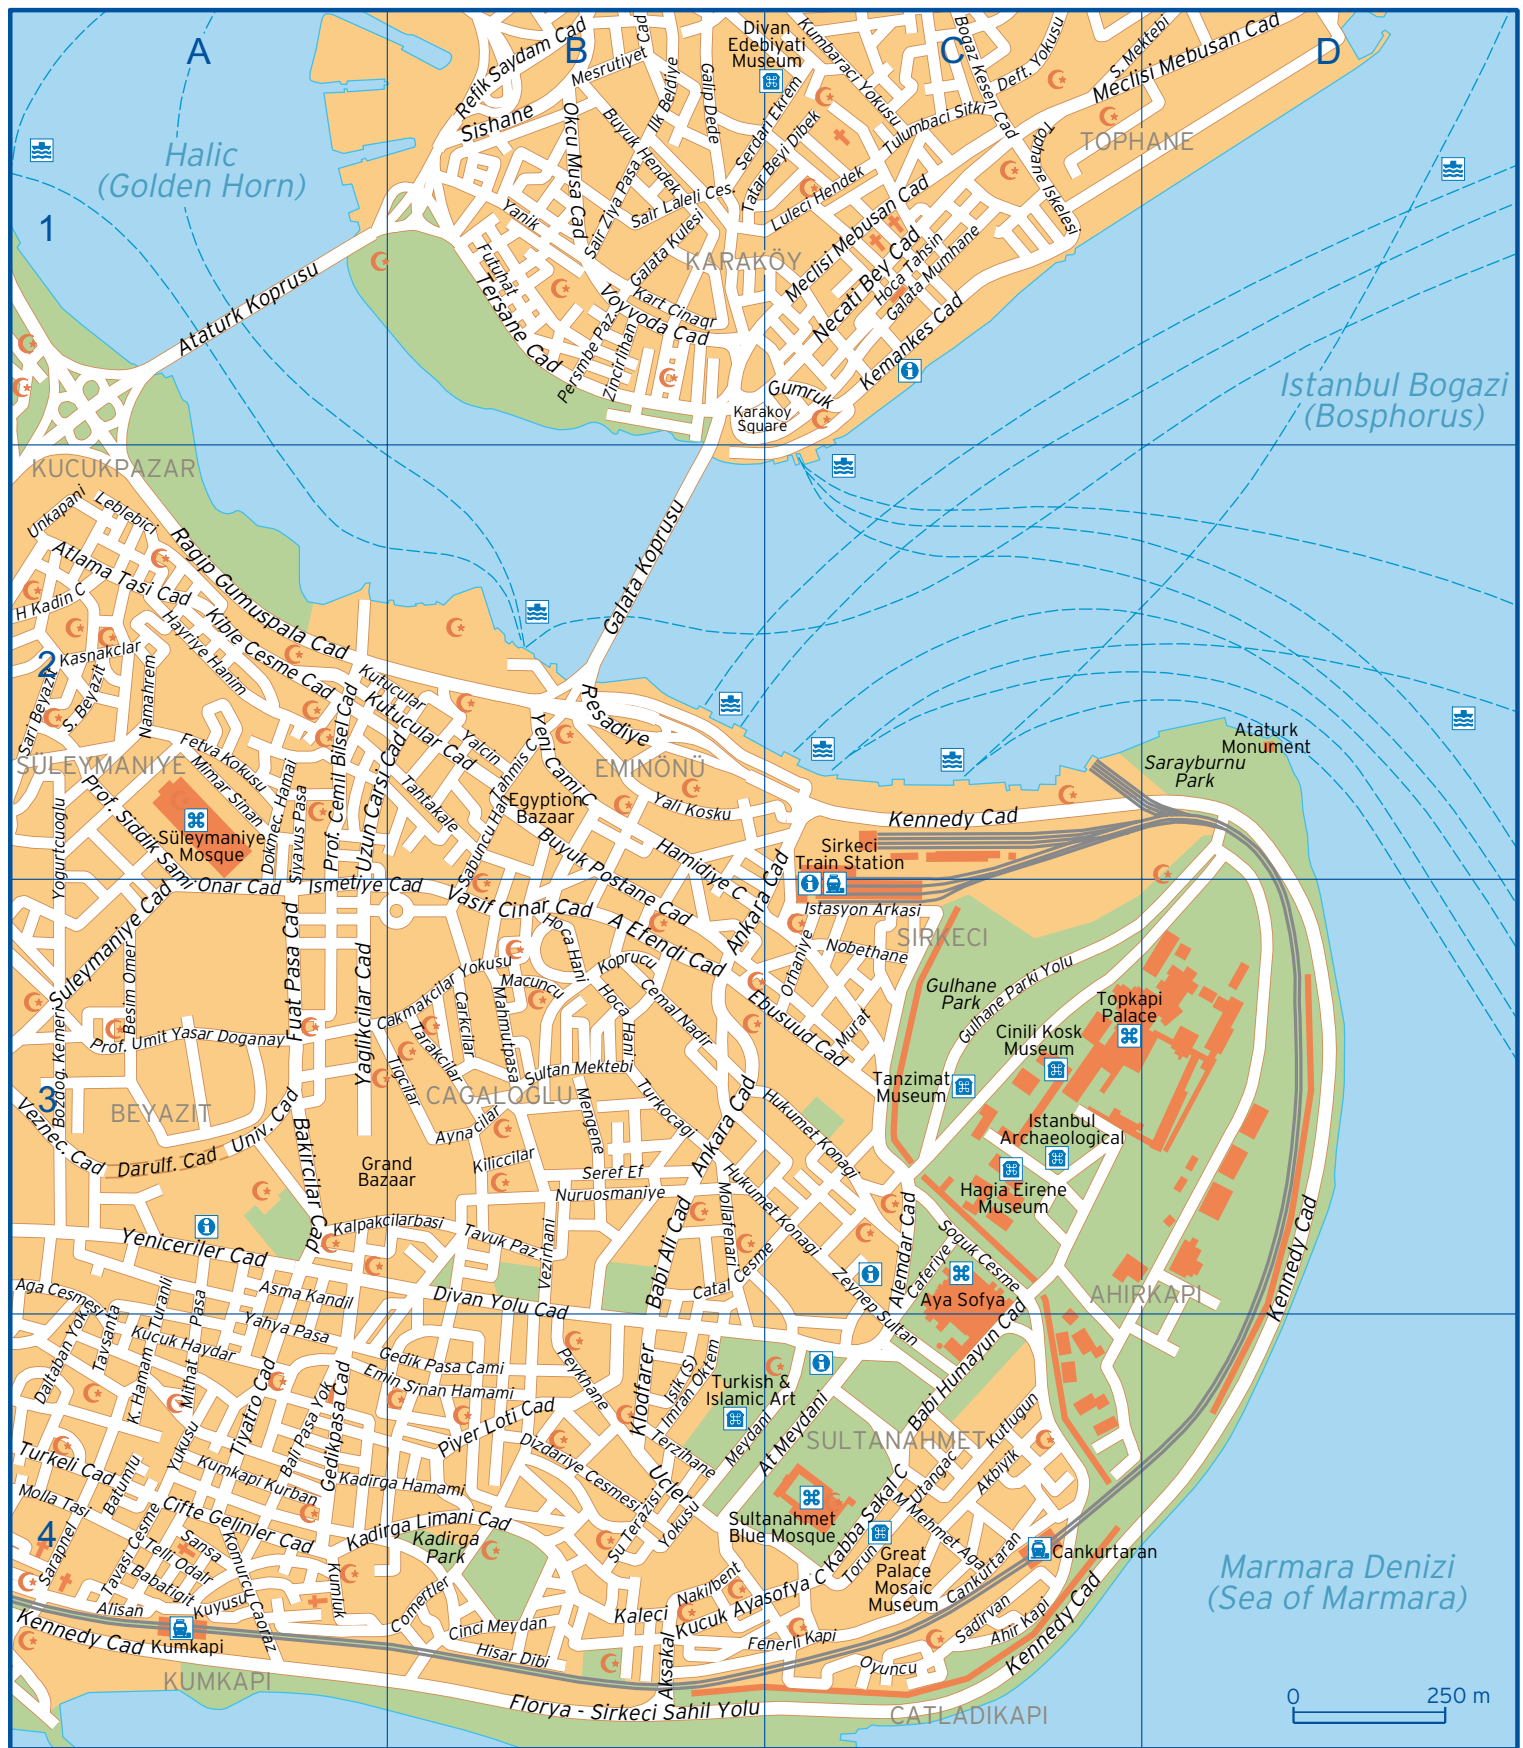 A
B
C
D
1
2
3
4
Halic
(Golden Horn)
Refik Saydam Cad
Mesrutiyet Cad
Sishane
Okcu Musa Cad
Buyuk Hendek
Ilk Beldiye
Galip Dede
Divan
Edebiyati
Museum
Kumbaraci Yokusu
Bogaz Kesen Cad
Deft. Yokusu
S. Mektebi
Meclisi Mebusan Cad
TOPHANE
Serdari Ekrem
Tatar Beyi Dibek
Tulumbaci Sitki
Tophane Iskelesi
Luleci Hendek
Sair Ziya Pasa
Sair Laleli Ces.
Yanik
Galata Kulesi
KARAKÖY
Meclisi Mebusan Cad
Necati Bey Cad
Hoca Tahsin
Galata Mumhane
Kemankes Cad
Futuhat
Tersane Cad
Voyvoda Cad
Kart Cinaqr
Persmbe Paz.
Zincirlihan
Gumruk
Karakoy
Square
Ataturk Koprusu
Istanbul Bogazi
(Bosphorus)
KUCUKPAZAR
Unkapani
Leblebici
Ragip Gumuspala Cad
Atlama Tasi Cad
H Kadin C
Kible Cesme Cad
Hayriye Hanim
Kasnakclar
Sari Beyazit
S. Beyazit
Namahrem
Galata Koprusu
Kutucular
Kutucular Cad
Resadiye
Yeni Cami C
Yalcin
Tahmis C
Sabuncu Han
Tahtakale
Fetva Kokusu
Mimar Sinan
SÜLEYMANIYE
Süleymaniye
Mosque
Prof. Siddik Sami
Onar Cad
Dokmec. Hamai
Siyavus Pasa
Prof. Cemil Bilsel Cad
Uzun Carsi Cad
Yogurtcuoglu
Egyption
Bazaar
EMINÖNÜ
Yali Kosku
Buyuk Postane Cad
Hamidiye C
Ankara Cad
Kennedy Cad
Sirkeci
Train Station
Ataturk
Monument
Sarayburnu
Park
Suleymaniye Cad
Ismetiye Cad
Vasif Cinar Cad
A Efendi Cad
Istasyon Arkasi
SIRKECI
Nobethane
Orhaniye
Ebusuud Cad
Murat
Hoca Hani
Koprucu
Cemal Nadir
Hoca Hani
Macuncu
Mahmutpasa
Cakmakcilar Yokusu
Carkcilar
Tarakcilar
Tigcilar
Fuat Pasa Cad
Yaglikcilar Cad
Besim Omer
Prof. Umit Yasar Doganay
Bozdog. Kemeri
Veznec. Cad
BEYAZIT
Darulf. Cad
Univ. Cad
Bakircilar Cad
CAGALOGLU
Sultan Mektebi
Mengene
Turkocagi
Aynacilar
Kiliccilar
Grand
Bazaar
Seref Ef
Nuruosmaniye
Ankara Cad
Hukumet Konagi
Hukumet Konagi
Mollafenari
Babi Ali Cad
Catal Cesme
Zeynep Sultan
Alemdar Cad
Gulhane
Park
Gulhane Parki Yolu
Topkapi
Palace
Cinili Kosk
Museum
Tanzimat
Museum
Istanbul
Archaeological
Hagia Eirene
Museum
Soguk Cesme
Caferiye
Aya Sofya
AHIRKAPI
Kennedy Cad
Yeniceriler Cad
Kalpakcilarbasi
Tavuk Paz
Vezirhani
Divan Yolu Cad
Aga Cesmesi
Asma Kandil
Yahya Pasa
Kucuk Haydar
Daltaban Yok.
Tavsanta
K. Hamam
Turanli
Mithat
Pasa
Yukusu
Tiyatro Cad
Bali Pasa Yok
Gedikpasa Cad
Gedik Pasa Cami
Emin Sinan Hamami
Piyer Loti Cad
Peykhane
Klodfarer
Isik (S)
Imran Oktem
Turkish &
Islamic Art
Terzihane
Meydani
At Meydani
Dizdariye Cesmesi
Ucler
Su Terazisi
Yokusu
SULTANAHMET
Babi Humayun Cad
Kutlugun
Akbiyik
Utangac
Kabba Sakal C
M Mehmet Aga
Sultanahmet
Blue Mosque
Torun
Great
Palace
Mosaic
Museum
Cankurtaran
Cankurtaran
Turkeli Cad
Molla Tasi
Batumlu
Kumkapi Kurban
Cifte Gelinler Cad
Kadirga Hamami
Kadirga Limani Cad
Kadirga
Park
Sarapnel
Tavasi Cesme
Telli Odalr
Sansa
Babatigit
Komurcu
Kuyusu
Caoraz
Kumluk
Alisan
Kennedy Cad
Kumkapi
KUMKAPI
Comertler
Cinci Meydan
Hisar Dibi
Kaleci
Aksakal
Nakilbent
Kucuk Ayasofya C
Fenerli Kapi
Oyuncu
Sadirvan
Ahir Kapi
Kennedy Cad
Florya - Sirkeci Sahil Yolu
CATLADIKAPI
Marmara Denizi
(Sea of Marmara)
0
250 m